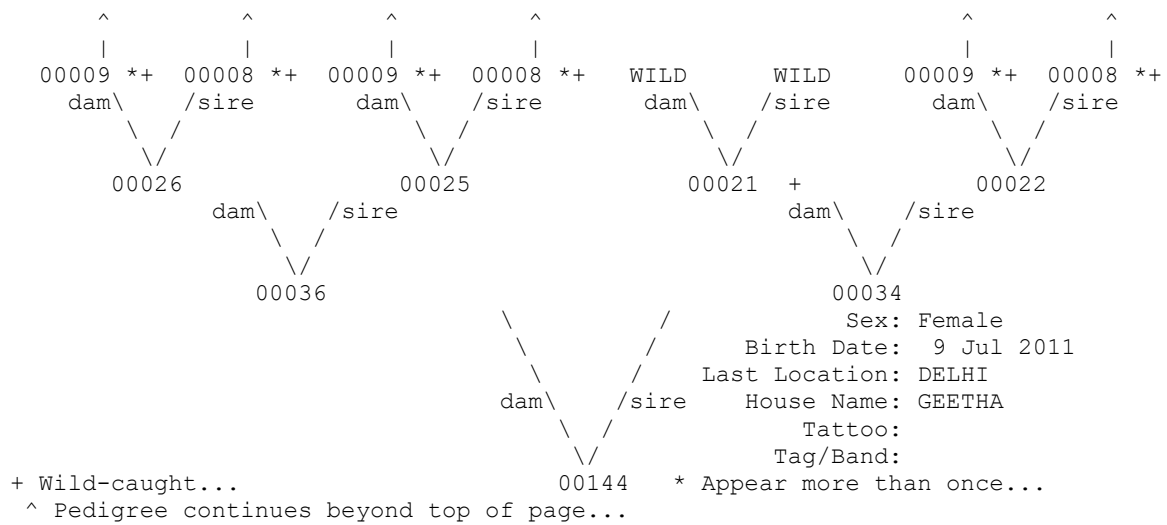 ^ ^ ^ ^ ^ ^
| | | | | |
00009 *+ 00008 *+ 00009 *+ 00008 *+ WILD WILD 00009 *+ 00008 *+
dam\ /sire dam\ /sire dam\ /sire dam\ /sire
\ / \ / \ / \ /
\/ \/ \/ \/
00026 00025 00021 + 00022
dam\ /sire dam\ /sire
\ / \ /
\/ \/
00036 00034
\ / Sex: Female
\ / Birth Date: 9 Jul 2011
\ / Last Location: DELHI
dam\ /sire House Name: GEETHA
\ / Tattoo:
\/ Tag/Band:
+ Wild-caught... 00144 * Appear more than once...
^ Pedigree continues beyond top of page...